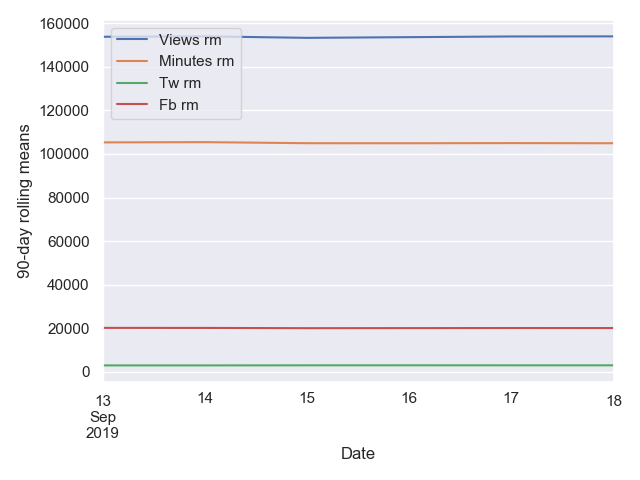 160000
140000
120000
100000
80000
60000
40000
20000
0
90-day rolling means
Views rm
Minutes rm
Tw rm
Fb rm
13
Sep
2019
14
15
16
17
18
Date